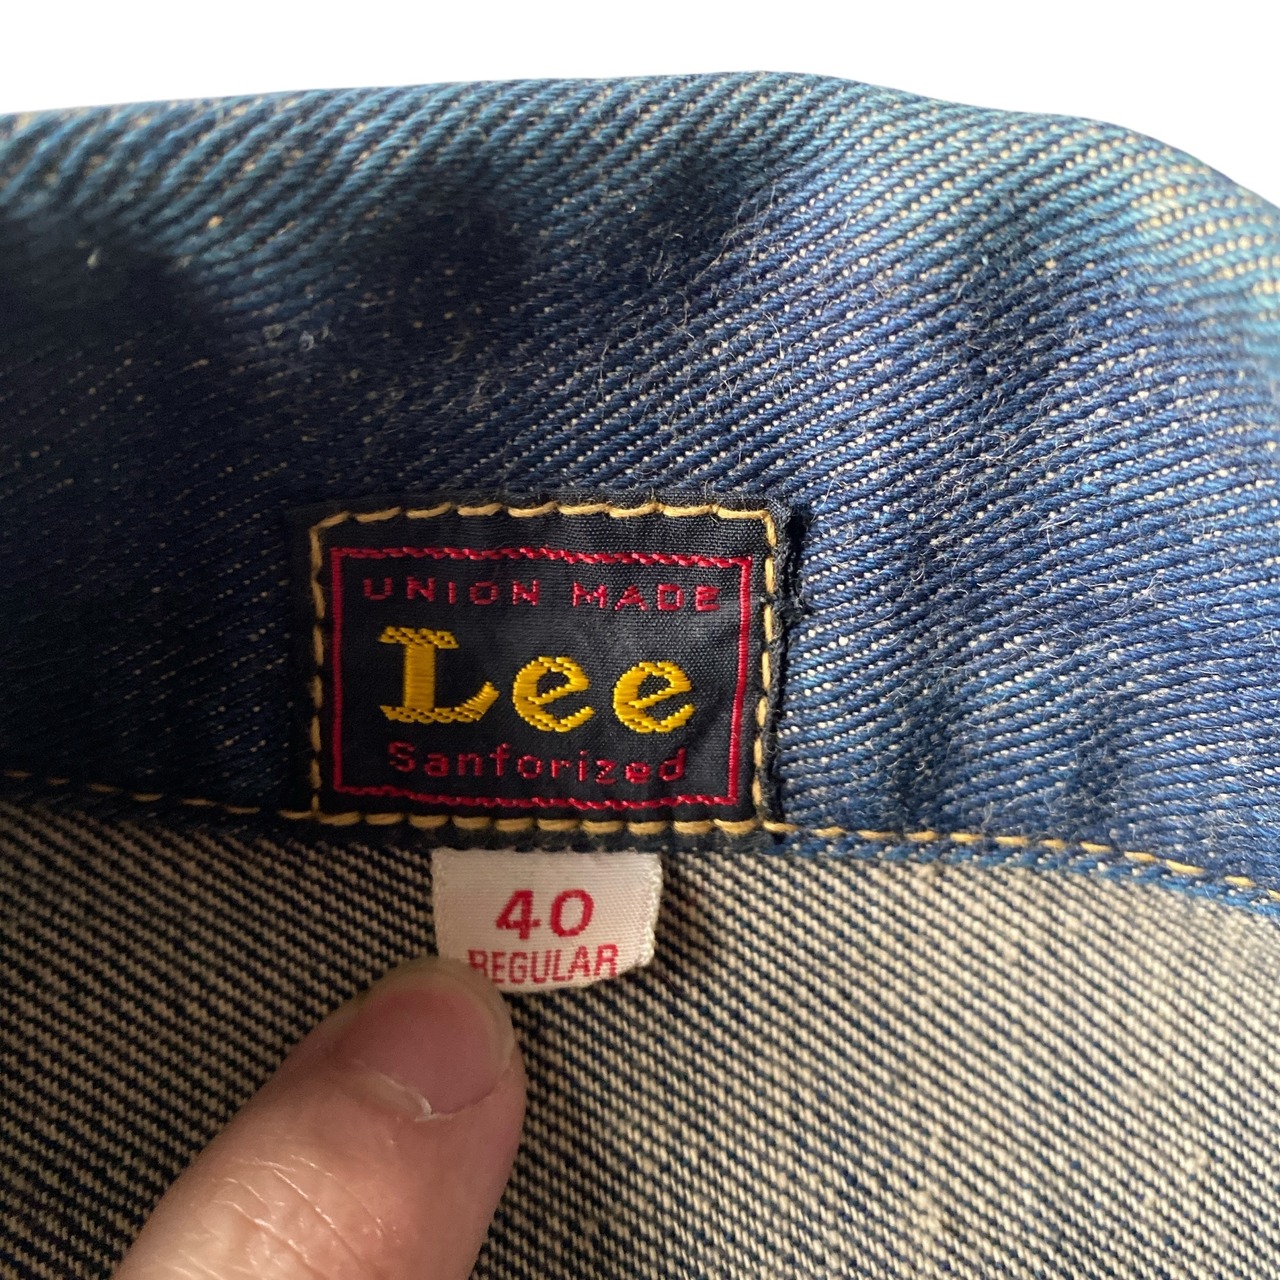 UNION MADE
Lee
Sanforized
40
REGULAR